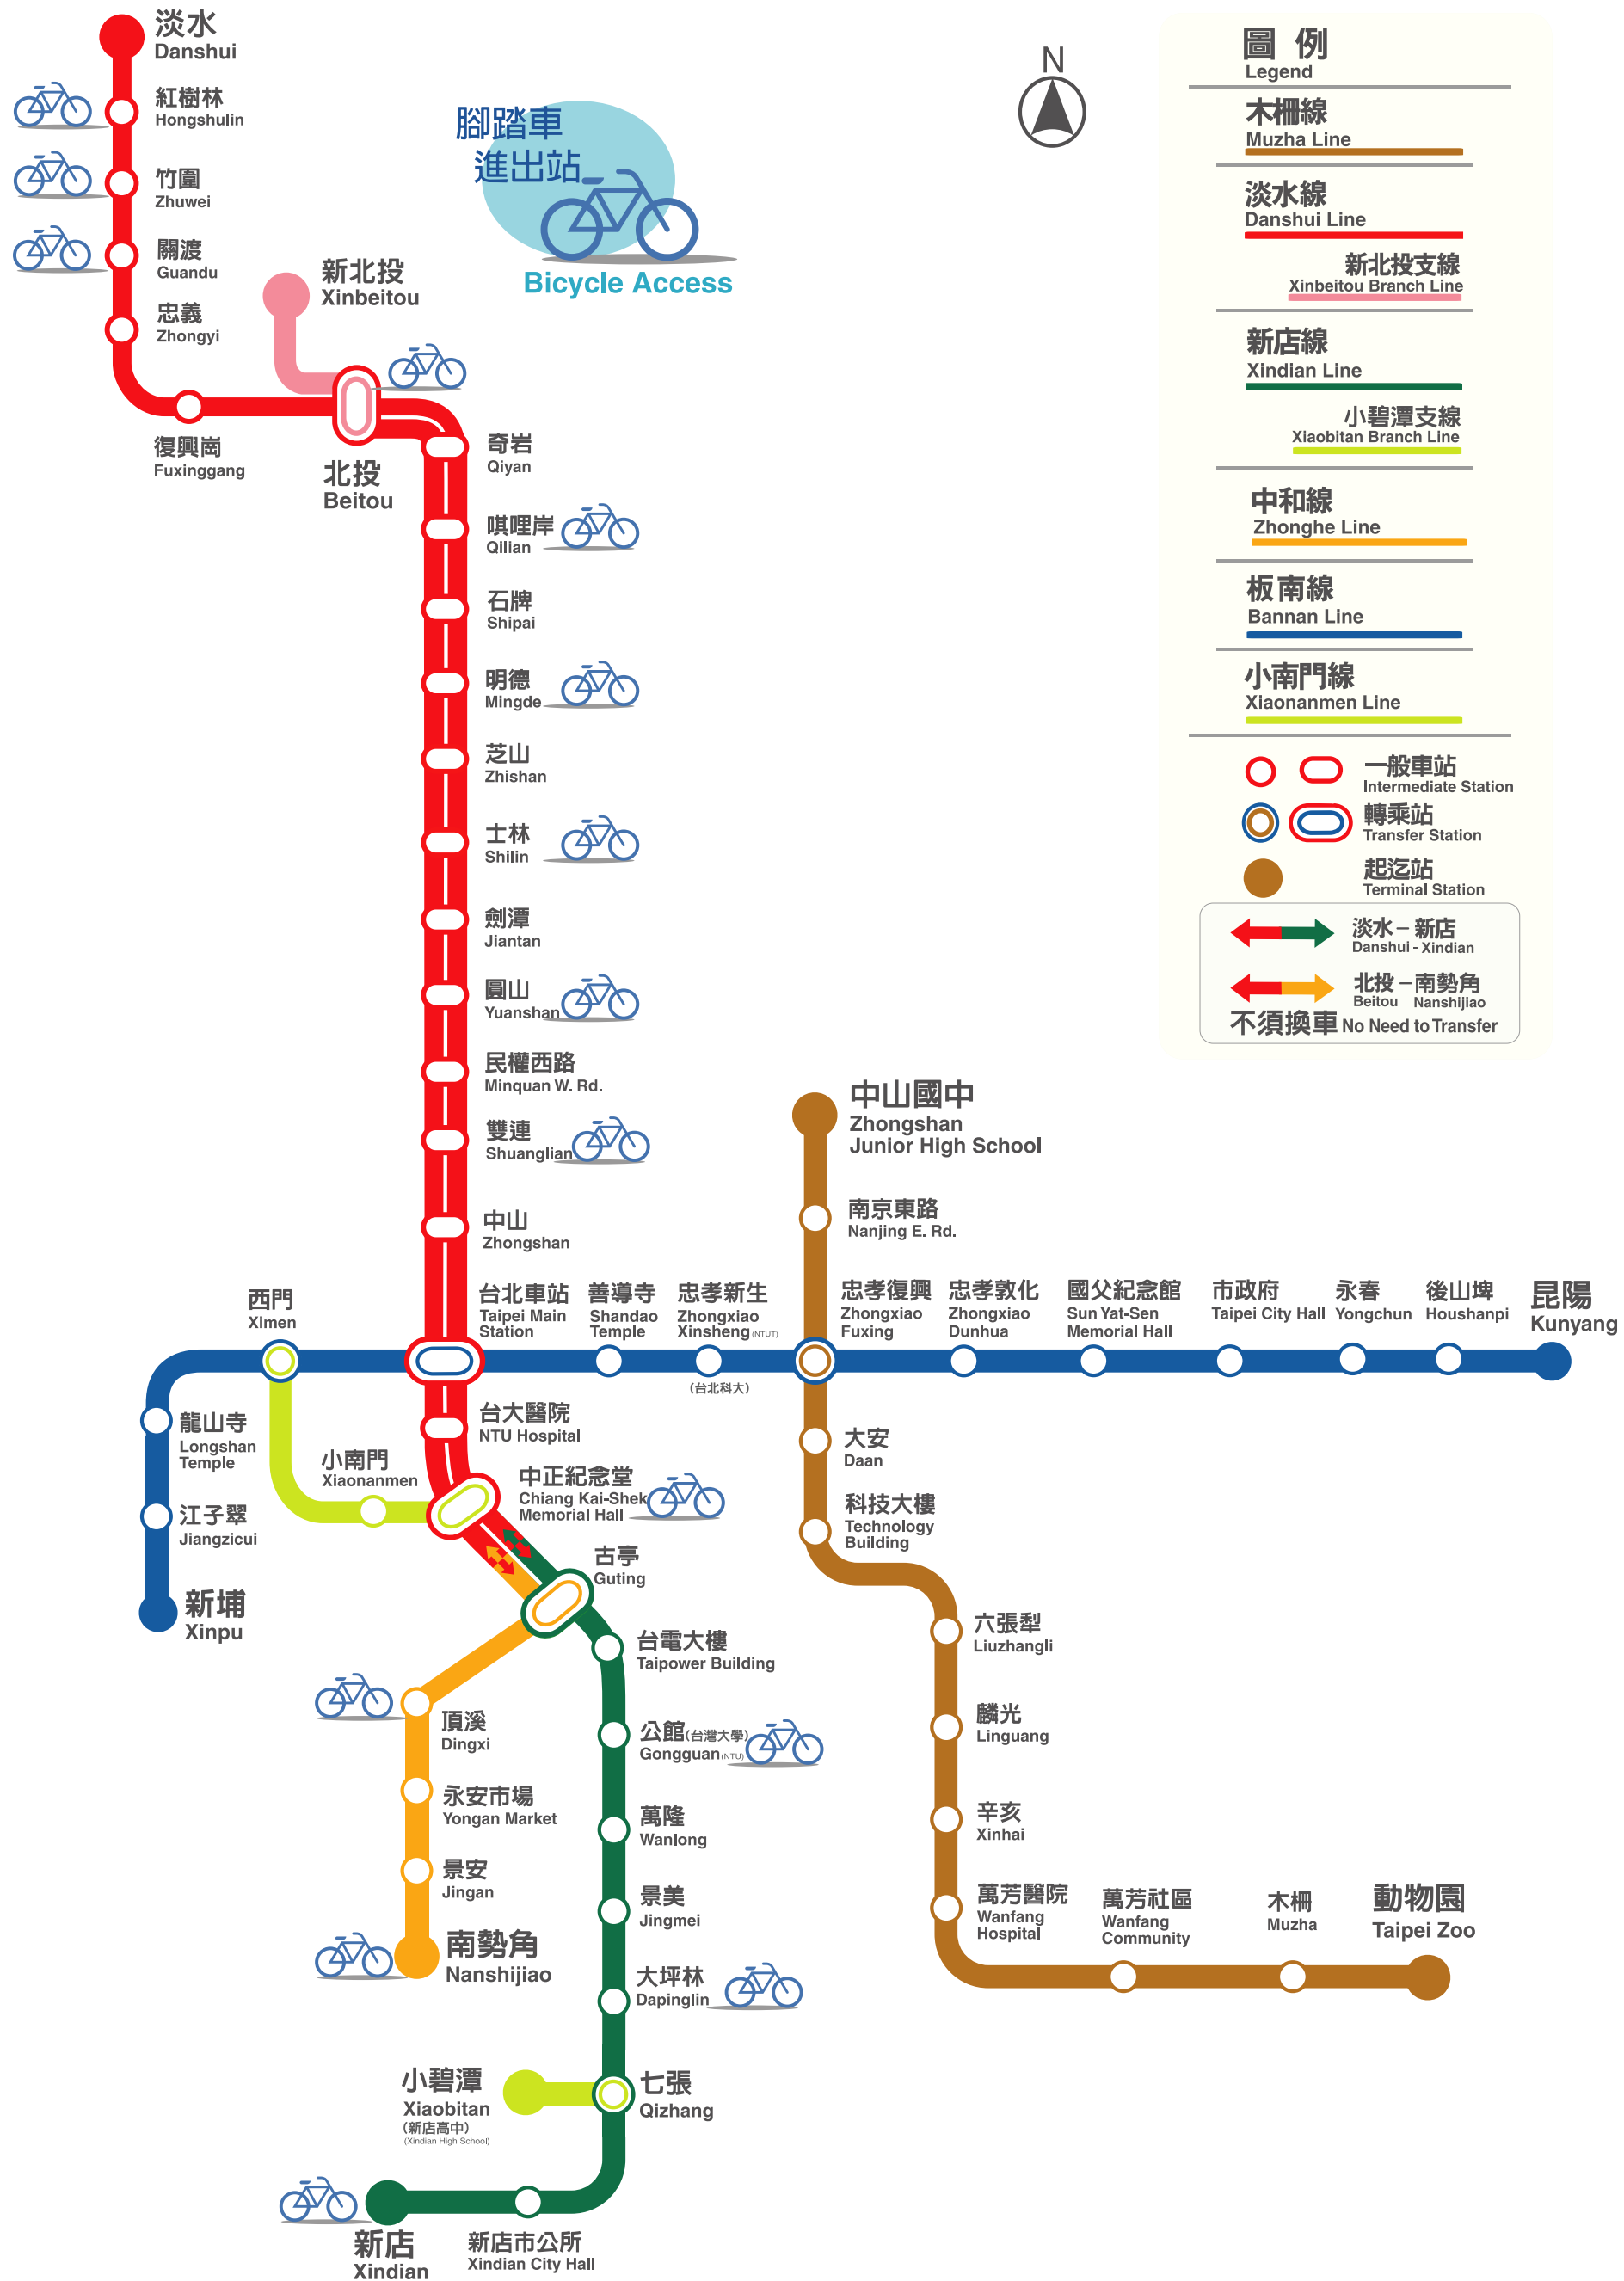 淡水
Danshui
紅樹林
Hongshulin
竹圍
Zhuwei
關渡
Guandu
忠義
Zhongyi
復興崗
Fuxinggang
新北投
Xinbeitou
北投
Beitou
腳踏車
進出站
Bicycle Access
N
奇岩
Qiyan
唭哩岸
Qilian
石牌
Shipai
明德
Mingde
芝山
Zhishan
士林
Shilin
劍潭
Jiantan
圓山
Yuanshan
民權西路
Minquan W. Rd.
雙連
Shuanglian
中山
Zhongshan
台北車站
Taipei Main
Station
善導寺
Shandao
Temple
忠孝新生
Zhongxiao
Xinsheng (NTUT)
(台北科大)
忠孝復興
Zhongxiao
Fuxing
忠孝敦化
Zhongxiao
Dunhua
國父紀念館
Sun Yat-Sen
Memorial Hall
市政府
Taipei City Hall
永春
Yongchun
後山埤
Houshanpi
昆陽
Kunyang
中山國中
Zhongshan
Junior High School
南京東路
Nanjing E. Rd.
西門
Ximen
龍山寺
Longshan
Temple
江子翠
Jiangzicui
新埔
Xinpu
小南門
Xiaonanmen
台大醫院
NTU Hospital
中正紀念堂
Chiang Kai-Shek
Memorial Hall
古亭
Guting
台電大樓
Taipower Building
公館(台灣大學)
Gongguan (NTU)
萬隆
Wanlong
景美
Jingmei
大坪林
Dapinglin
七張
Qizhang
小碧潭
Xiaobitan
(新店高中)
(Xindian High School)
新店市公所
Xindian City Hall
新店
Xindian
頂溪
Dingxi
永安市場
Yongan Market
景安
Jingan
南勢角
Nanshijiao
大安
Daan
科技大樓
Technology
Building
六張犁
Liuzhangli
麟光
Linguang
辛亥
Xinhai
萬芳醫院
Wanfang
Hospital
萬芳社區
Wanfang
Community
木柵
Muzha
動物園
Taipei Zoo
圖 例
Legend
木柵線
Muzha Line
淡水線
Danshui Line
新北投支線
Xinbeitou Branch Line
新店線
Xindian Line
小碧潭支線
Xiaobitan Branch Line
中和線
Zhonghe Line
板南線
Bannan Line
小南門線
Xiaonanmen Line
一般車站
Intermediate Station
轉乘站
Transfer Station
起迄站
Terminal Station
淡水 – 新店
Danshui - Xindian
北投 – 南勢角
Beitou Nanshijiao
不須換車 No Need to Transfer